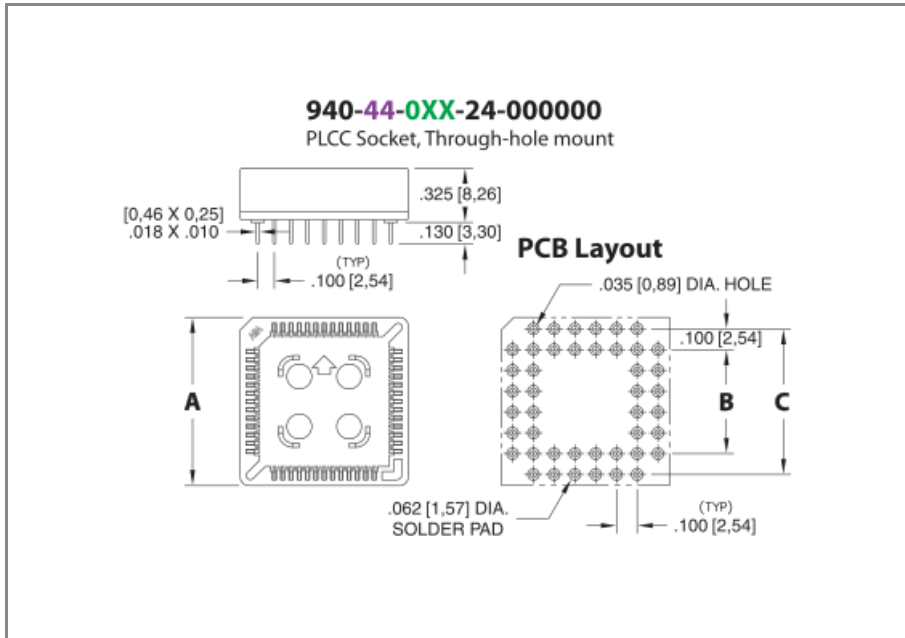 940-44-0XX-24-000000
PLCC Socket, Through-hole mount
.325 [8,26]
[0,46 X 0,25]
.018 X .010
.130 [3,30]
(TYP)
.100 [2,54]
PCB Layout
.035 [0,89] DIA. HOLE
.100 [2,54]
A
B
C
.062 [1,57] DIA.
SOLDER PAD
(TYP)
.100 [2,54]